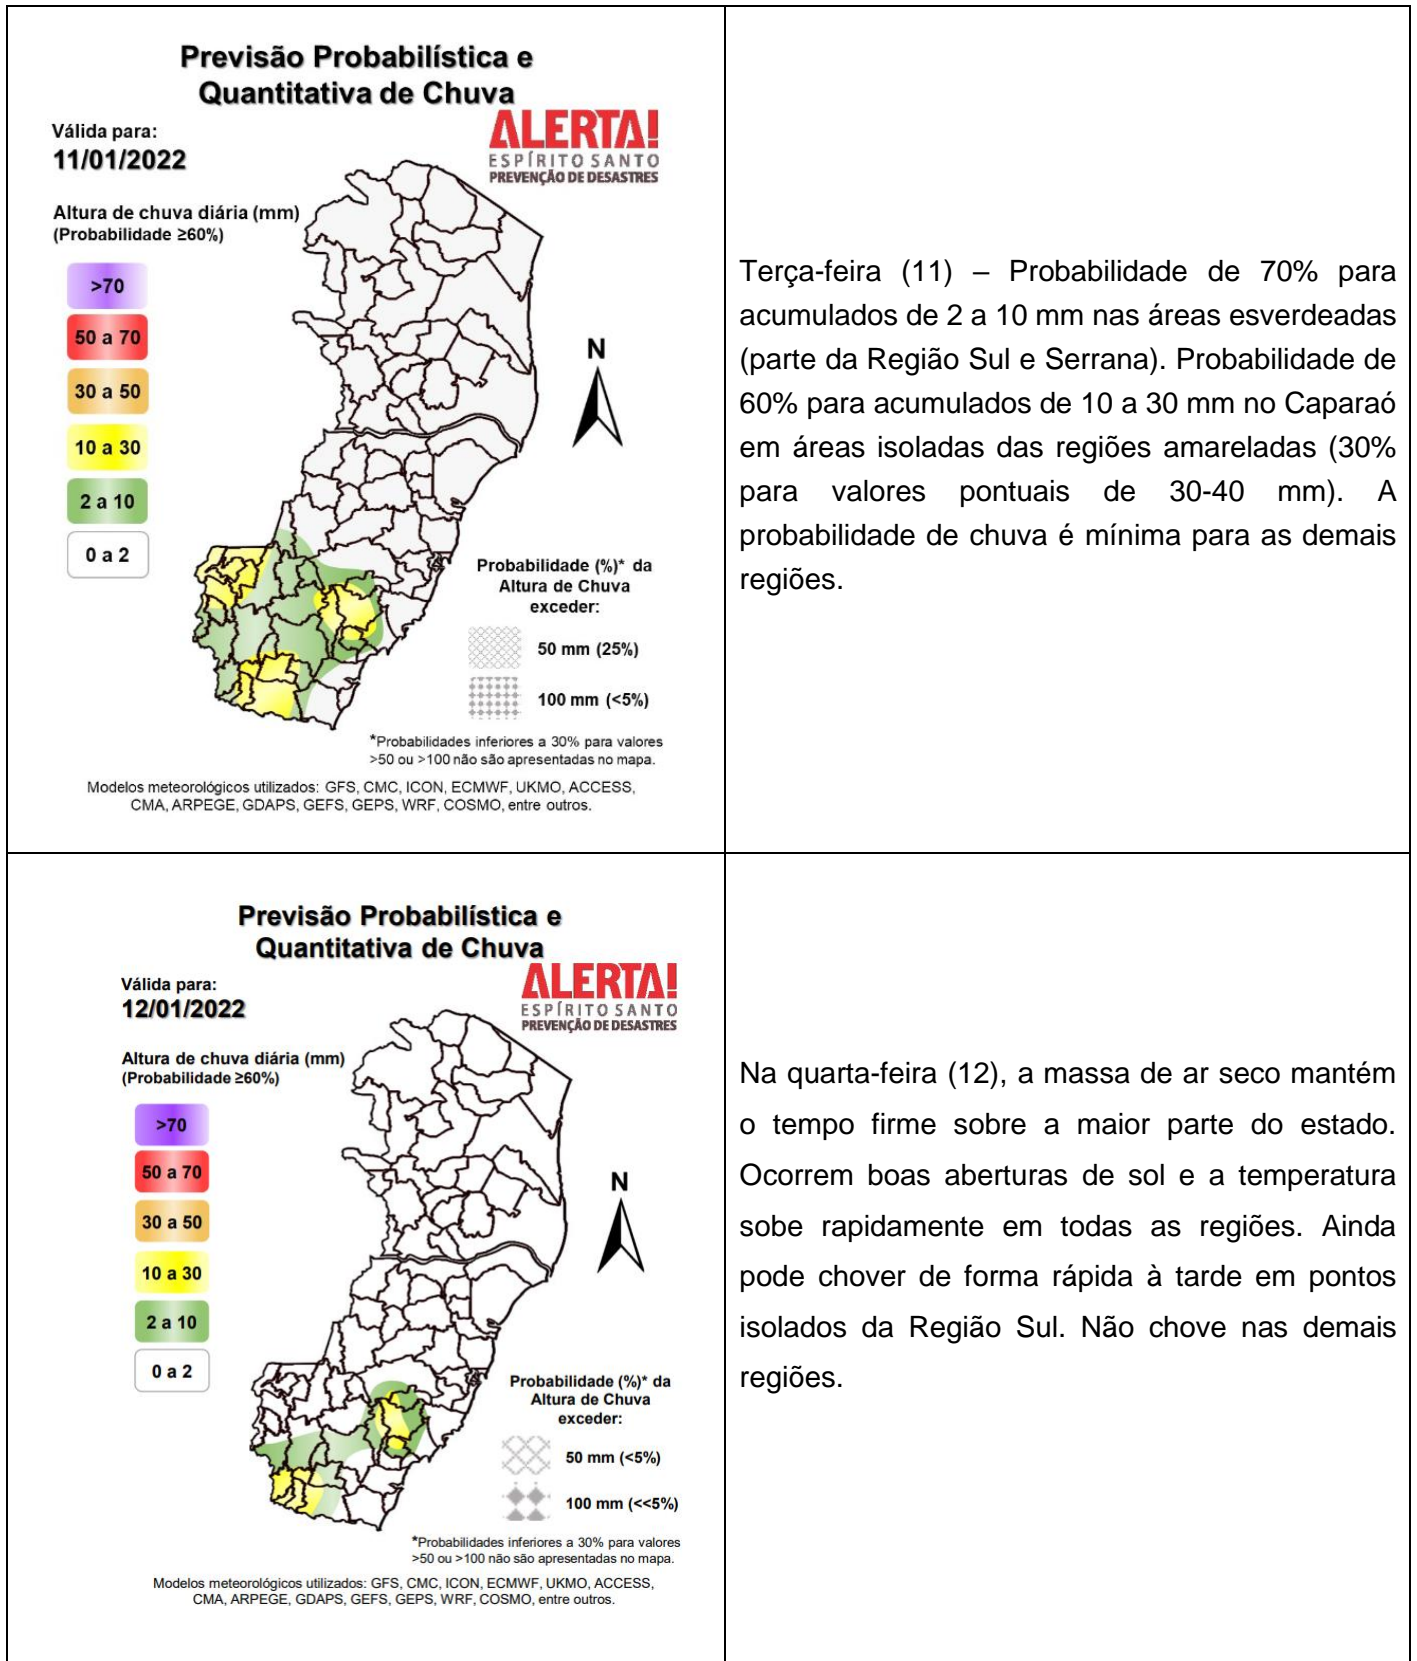 Previsão Probabilística e
Quantitativa de Chuva
ALERTA!
ESPÍRITO SANTO
PREVENÇÃO DE DESASTRES
Válida para:
11/01/2022
Altura de chuva diária (mm)
(Probabilidade ≥60%)
>70
50 a 70
30 a 50
10 a 30
2 a 10
0 a 2
N
Probabilidade (%)* da
Altura de Chuva
exceder:
50 mm (25%)
100 mm (<5%)
*Probabilidades inferiores a 30% para valores
>50 ou >100 não são apresentadas no mapa.
Modelos meteorológicos utilizados: GFS, CMC, ICON, ECMWF, UKMO, ACCESS,
CMA, ARPEGE, GDAPS, GEFS, GEPS, WRF, COSMO, entre outros.
Terça-feira (11) – Probabilidade de 70% para
acumulados de 2 a 10 mm nas áreas esverdeadas
(parte da Região Sul e Serrana). Probabilidade de
60% para acumulados de 10 a 30 mm no Caparaó
em áreas isoladas das regiões amareladas (30%
para valores pontuais de 30-40 mm). A
probabilidade de chuva é mínima para as demais
regiões.
Previsão Probabilística e
Quantitativa de Chuva
ALERTA!
ESPÍRITO SANTO
PREVENÇÃO DE DESASTRES
Válida para:
12/01/2022
Altura de chuva diária (mm)
(Probabilidade ≥60%)
>70
50 a 70
30 a 50
10 a 30
2 a 10
0 a 2
N
Probabilidade (%)* da
Altura de Chuva
exceder:
50 mm (<5%)
100 mm (<<5%)
*Probabilidades inferiores a 30% para valores
>50 ou >100 não são apresentadas no mapa.
Modelos meteorológicos utilizados: GFS, CMC, ICON, ECMWF, UKMO, ACCESS,
CMA, ARPEGE, GDAPS, GEFS, GEPS, WRF, COSMO, entre outros.
Na quarta-feira (12), a massa de ar seco mantém
o tempo firme sobre a maior parte do estado.
Ocorrem boas aberturas de sol e a temperatura
sobe rapidamente em todas as regiões. Ainda
pode chover de forma rápida à tarde em pontos
isolados da Região Sul. Não chove nas demais
regiões.